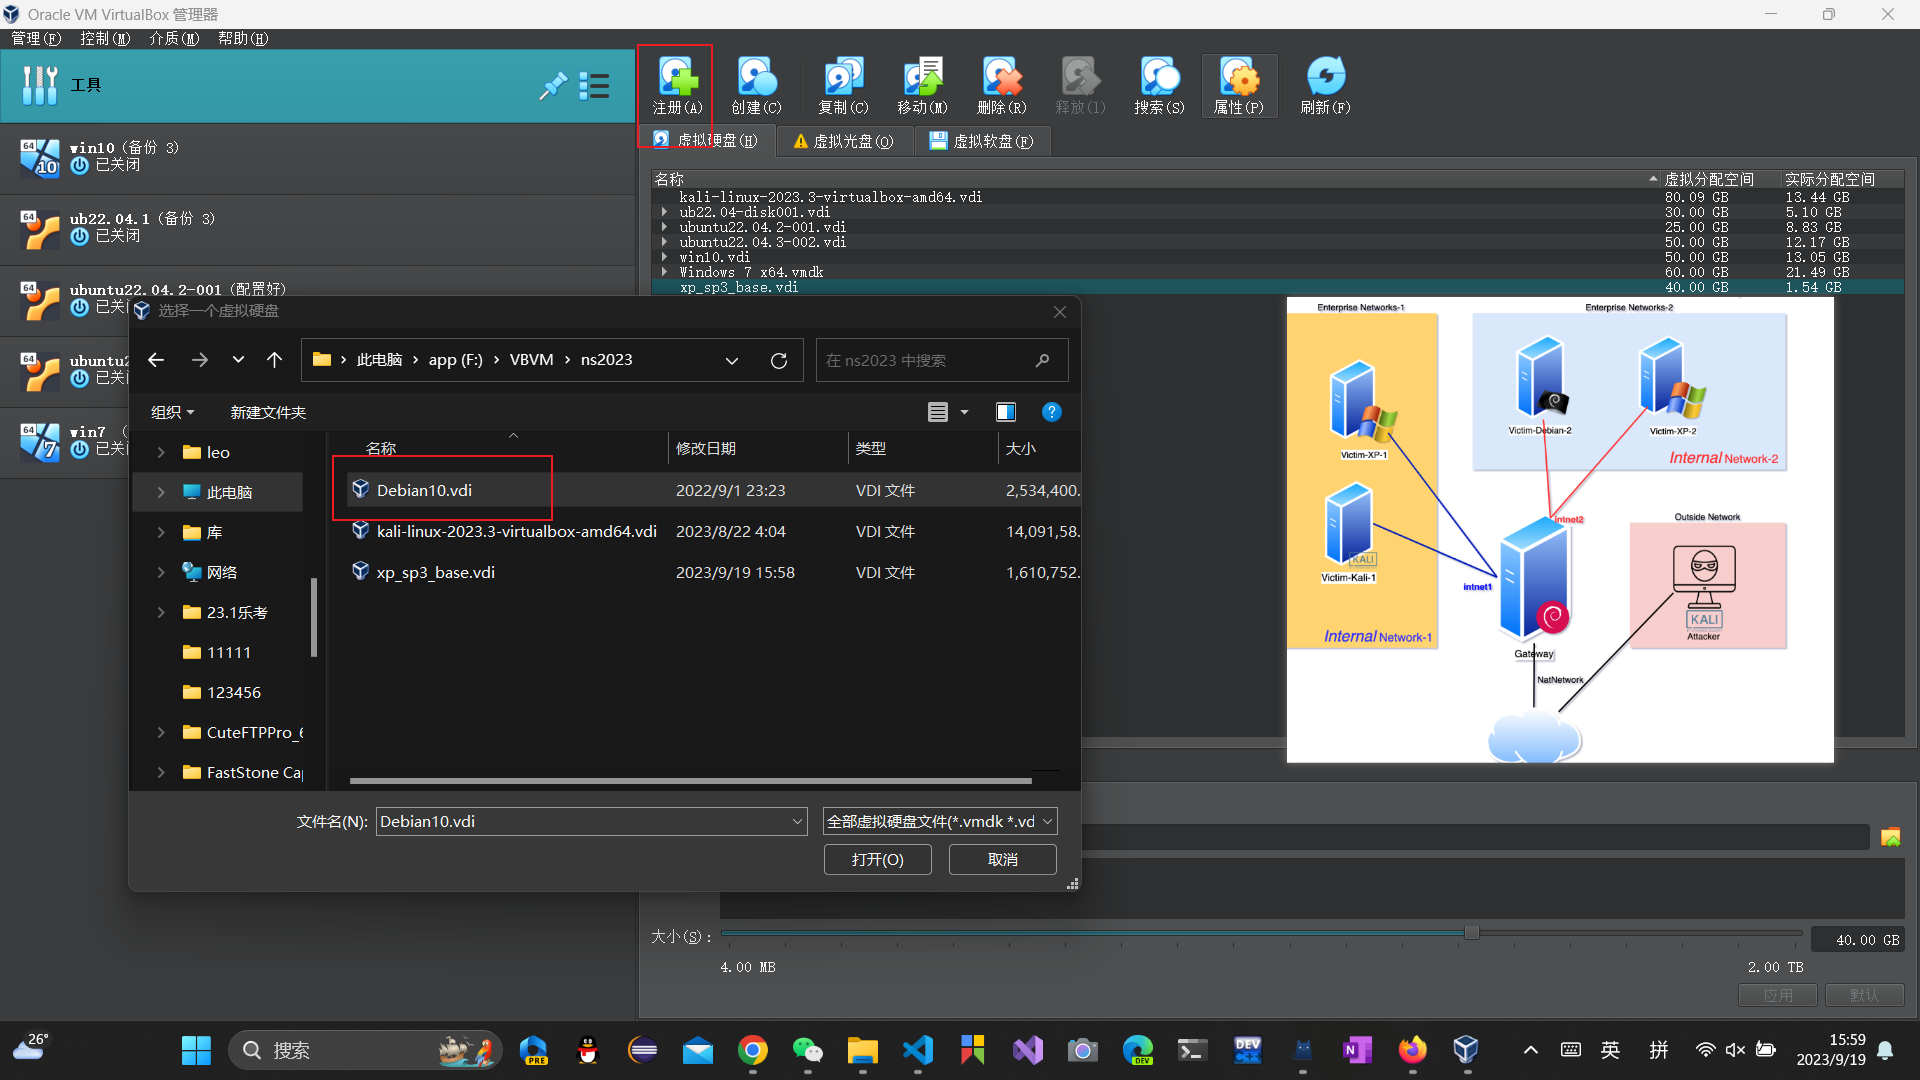 Oracle VM VirtualBox 管理器
管理(F) 控制(M) 介质(M) 帮助(H)
工具
注册(A) 创建(C) 复制(C) 移动(M) 删除(R) 释放(l) 搜索(S) 属性(P) 刷新(F)
虚拟硬盘(H) 虚拟光盘(O) 虚拟软盘(F)
64 10 win10 (备份 3)
已关闭
64 ub22.04.1 (备份 3)
已关闭
64 ubuntu22.04.2-001 (配置好)
已关
64 ubuntu2
已关
64 7 win7 (
已关
名称 虚拟分配空间 实际分配空间
kali-linux-2023.3-virtualbox-amd64.vdi 80.09 GB 13.44 GB
ub22.04-disk001.vdi 30.00 GB 5.10 GB
ubuntu22.04.2-001.vdi 25.00 GB 8.83 GB
ubuntu22.04.3-002.vdi 50.00 GB 12.17 GB
win10.vdi 50.00 GB 13.05 GB
Windows 7 x64.vmdk 60.00 GB 21.49 GB
xp_sp3_base.vdi 40.00 GB 1.54 GB
选择一个虚拟硬盘
此电脑 app (F:) VBVM ns2023
在 ns2023 中搜索
组织 新建文件夹
leo
此电脑
库
网络
23.1乐考
11111
123456
CuteFTPPro_6
FastStone Cap
名称 修改日期 类型 大小
Debian10.vdi 2022/9/1 23:23 VDI 文件 2,534,400.
kali-linux-2023.3-virtualbox-amd64.vdi 2023/8/22 4:04 VDI 文件 14,091,58.
xp_sp3_base.vdi 2023/9/19 15:58 VDI 文件 1,610,752.
文件名(N): Debian10.vdi 全部虚拟硬盘文件(*.vmdk *.vd
打开(O) 取消
Enterprise Networks-1 Enterprise Networks-2
Victim-XP-1
Victim-Debian-2 Victim-XP-2
Internal Network-2
KALI
Victim-Kali-1
Internal Network-1
intnet2
intnet1
Gateway
NatNetwork
Outside Network
KALI
Attacker
大小(S): 40.00 GB
4.00 MB 2.00 TB
应用 默认
26°
搜索
PRE
DEV
DEV C++
N
英 拼
15:59
2023/9/19